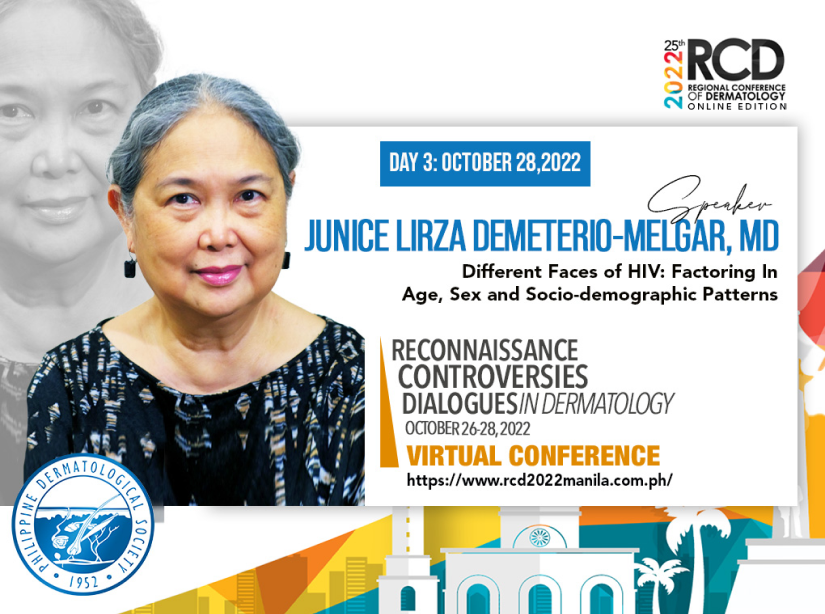 25th
2022
RCD
REGIONAL CONFERENCE
OF DERMATOLOGY
ONLINE EDITION
DAY 3: OCTOBER 28,2022
Speaker
JUNICE LIRZA DEMETERIO-MELGAR, MD
Different Faces of HIV: Factoring In
Age, Sex and Socio-demographic Patterns
RECONNAISSANCE
CONTROVERSIES
DIALOGUES IN DERMATOLOGY
OCTOBER 26-28, 2022
VIRTUAL CONFERENCE
https://www.rcd2022manila.com.ph/
PHILIPPINE DERMATOLOGICAL SOCIETY
• 1952 •